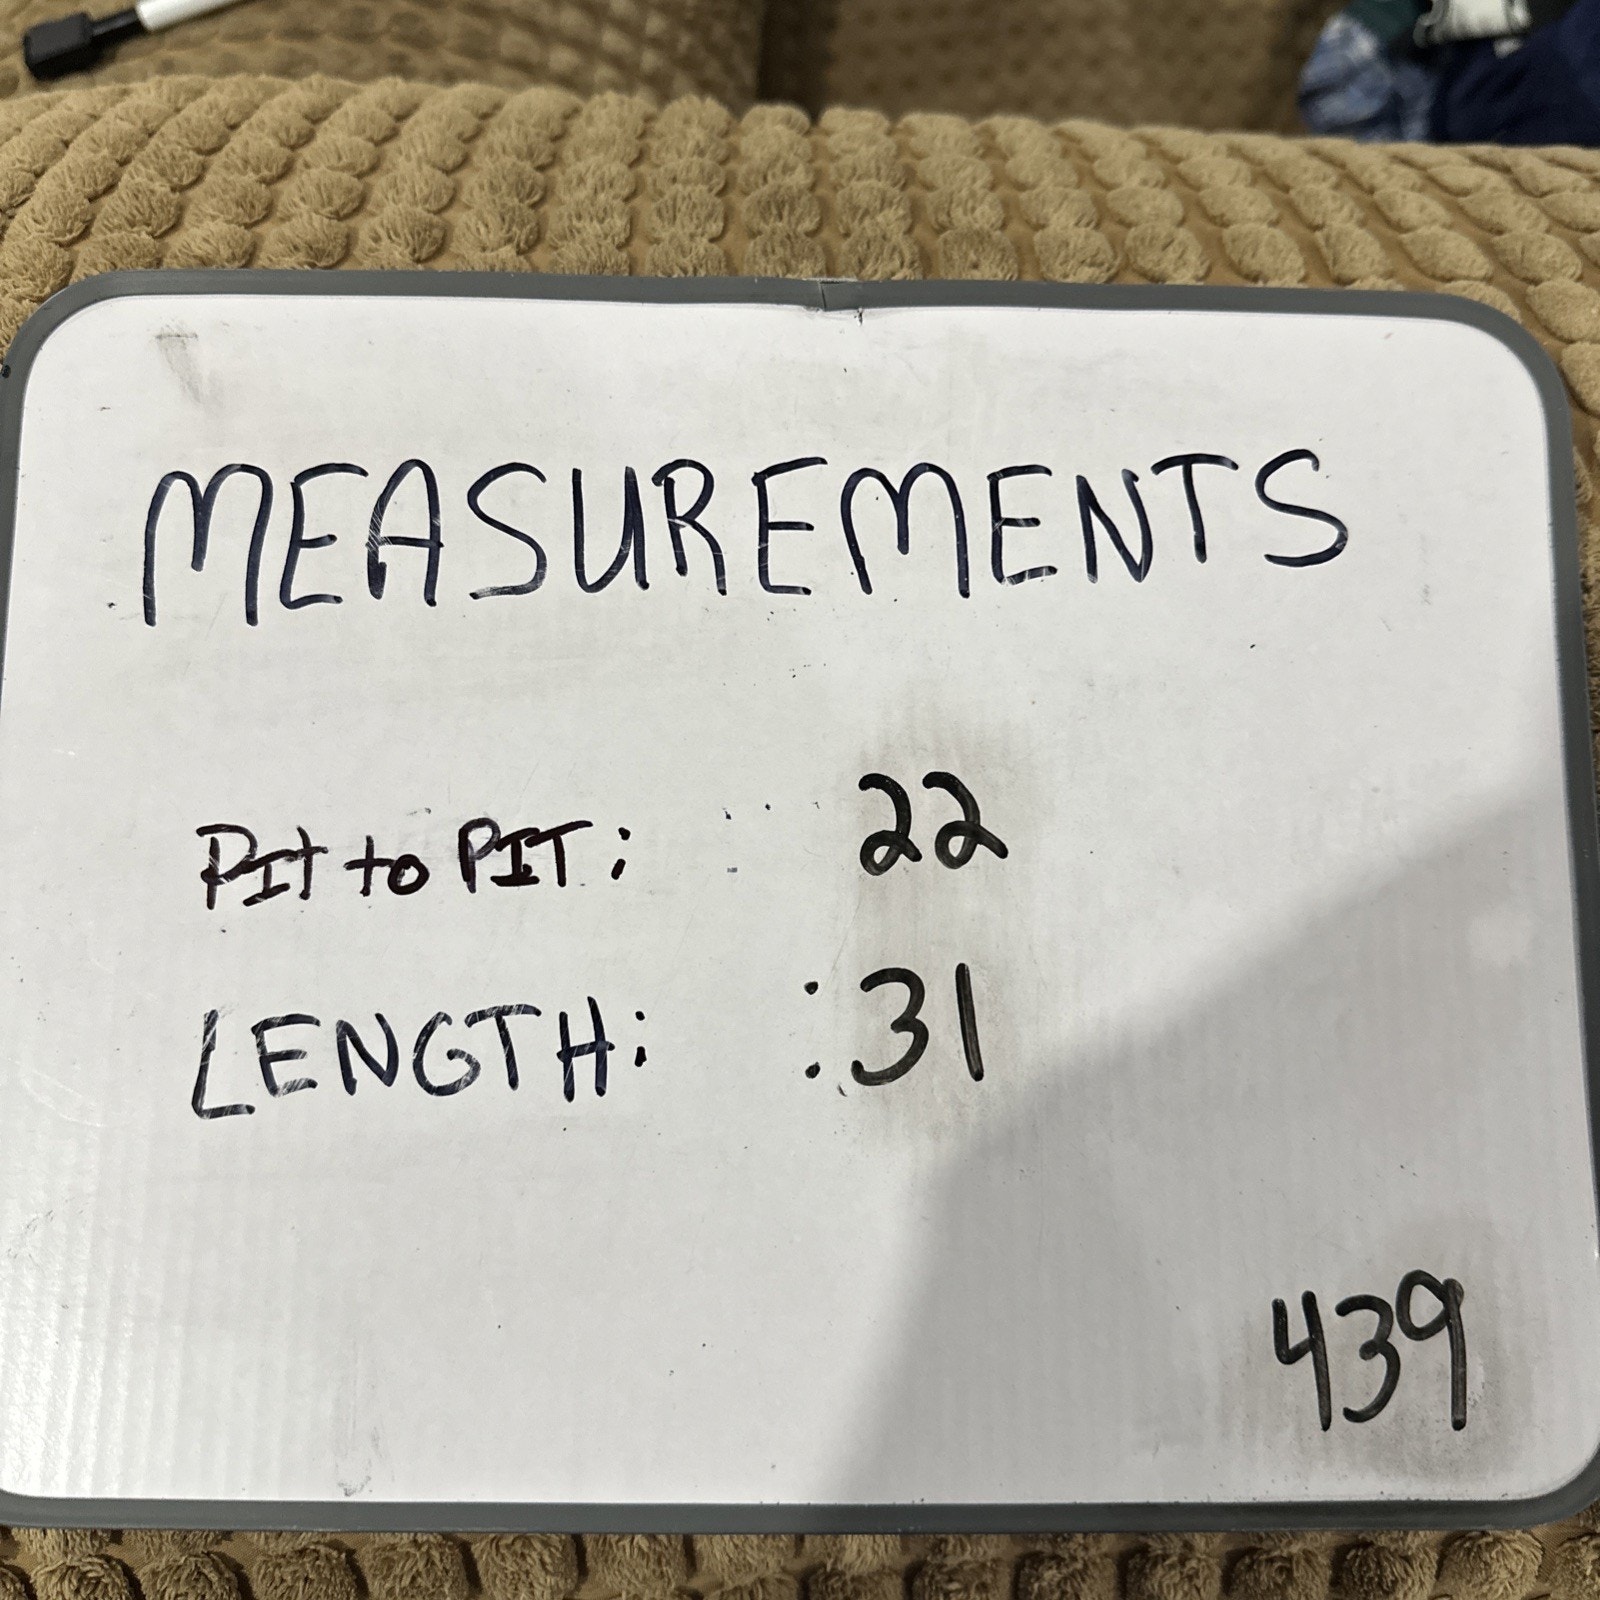 MEASUREMENTS
PIt to PIT: 22
LENGTH: : 31
439